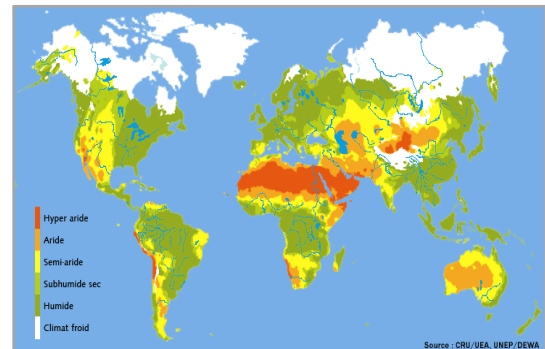 Hyper aride
Aride
Semi-aride
Subhumide sec
Humide
Climat froid
Source : CRU/UEA, UNEP/DEWA